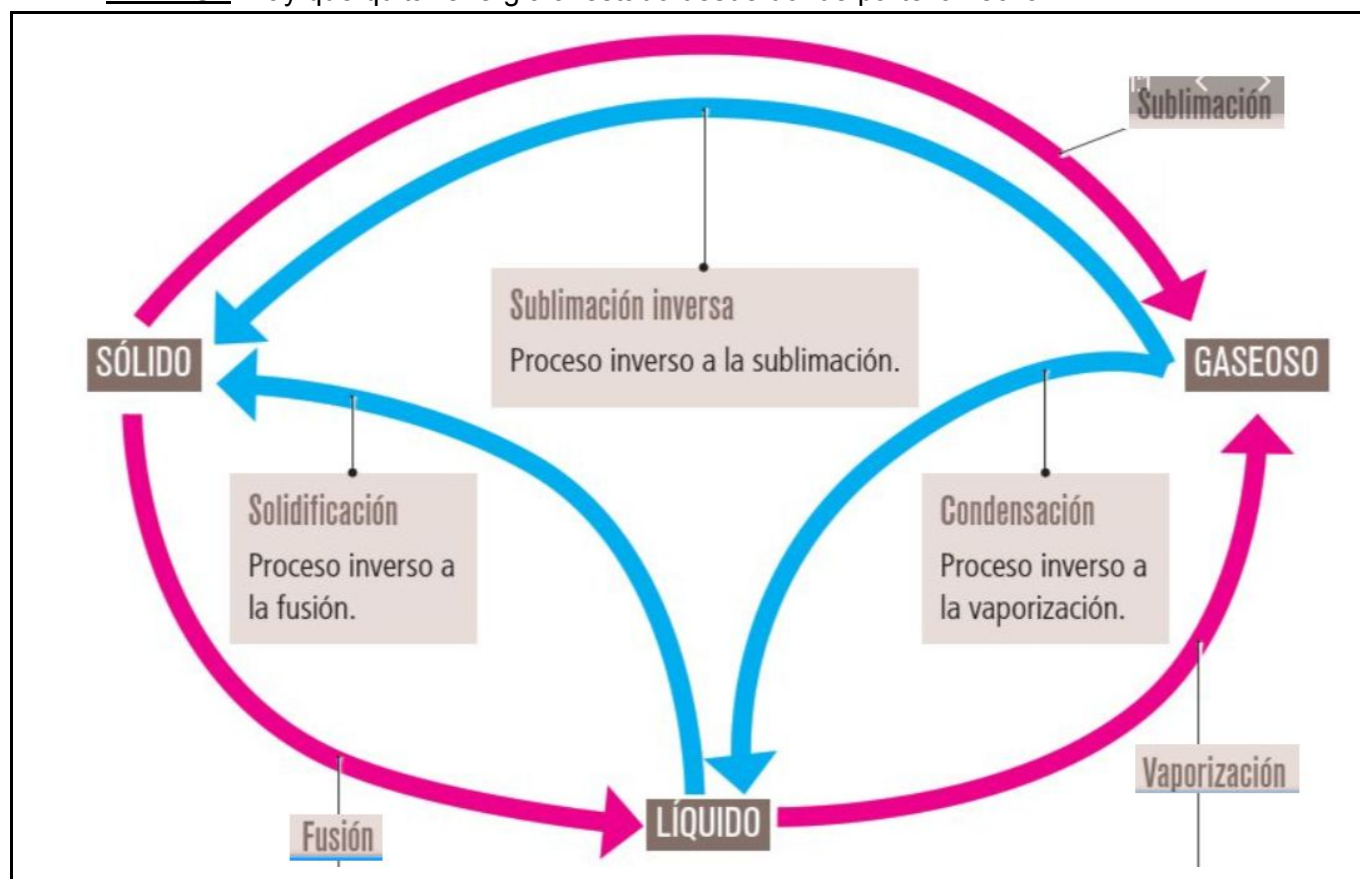 Sublimación
Sublimación inversa
Proceso inverso a la sublimación.
SÓLIDO
GASEOSO
Solidificación
Proceso inverso a
la fusión.
Condensación
Proceso inverso a
la vaporización.
Vaporización
LÍQUIDO
Fusión